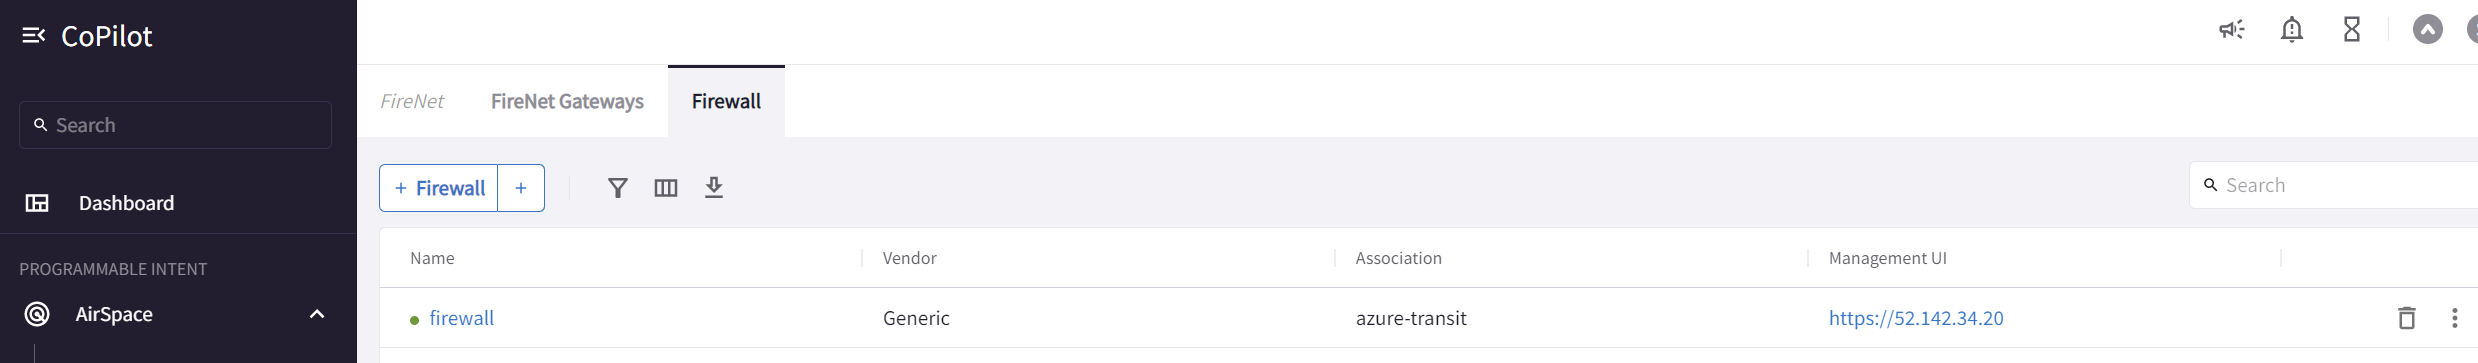 CoPilot
Search
Dashboard
PROGRAMMABLE INTENT
AirSpace
FireNet FireNet Gateways Firewall
+ Firewall +
Search
Name Vendor Association Management UI
firewall Generic azure-transit https://52.142.34.20